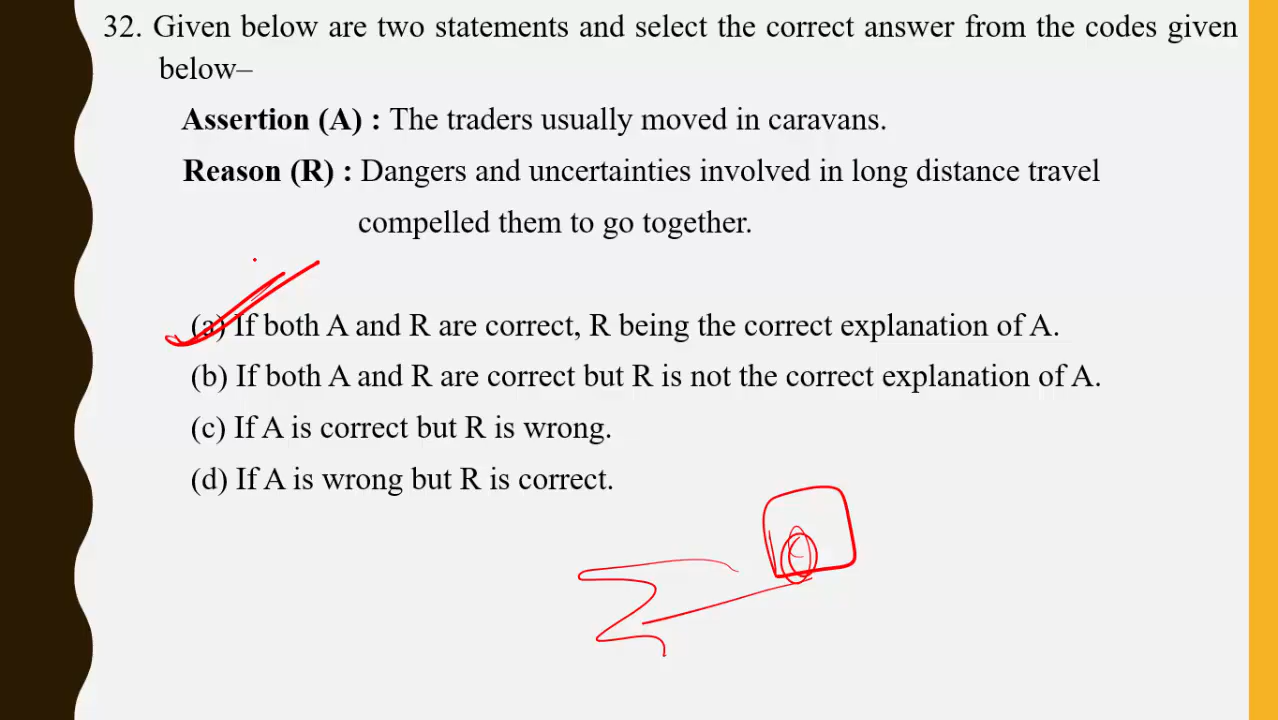 32. Given below are two statements and select the correct answer from the codes given
below–
Assertion (A) : The traders usually moved in caravans.
Reason (R) : Dangers and uncertainties involved in long distance travel
compelled them to go together.
(a) If both A and R are correct, R being the correct explanation of A.
(b) If both A and R are correct but R is not the correct explanation of A.
(c) If A is correct but R is wrong.
(d) If A is wrong but R is correct.